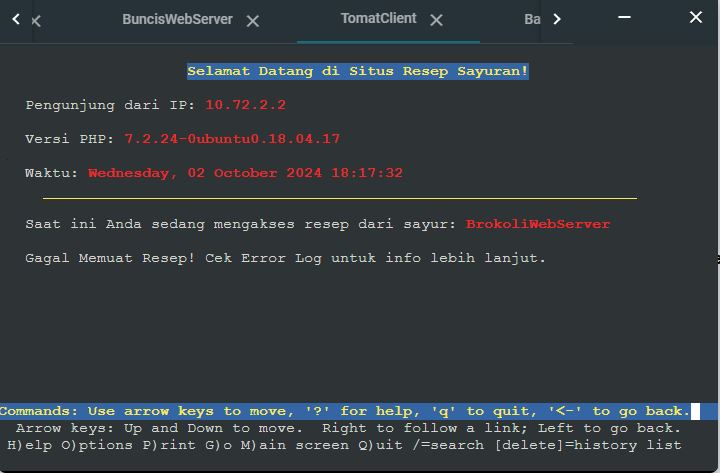 BuncisWebServer
TomatClient
Ba
Selamat Datang di Situs Resep Sayuran!
Pengunjung dari IP: 10.72.2.2
Versi PHP: 7.2.24-0ubuntu0.18.04.17
Waktu: Wednesday, 02 October 2024 18:17:32
Saat ini Anda sedang mengakses resep dari sayur: BrokoliWebServer
Gagal Memuat Resep! Cek Error Log untuk info lebih lanjut.
Commands: Use arrow keys to move, '?' for help, 'q' to quit, '<-' to go back.
Arrow keys: Up and Down to move.  Right to follow a link; Left to go back.
H)elp O)ptions P)rint G)o M)ain screen Q)uit /=search [delete]=history list